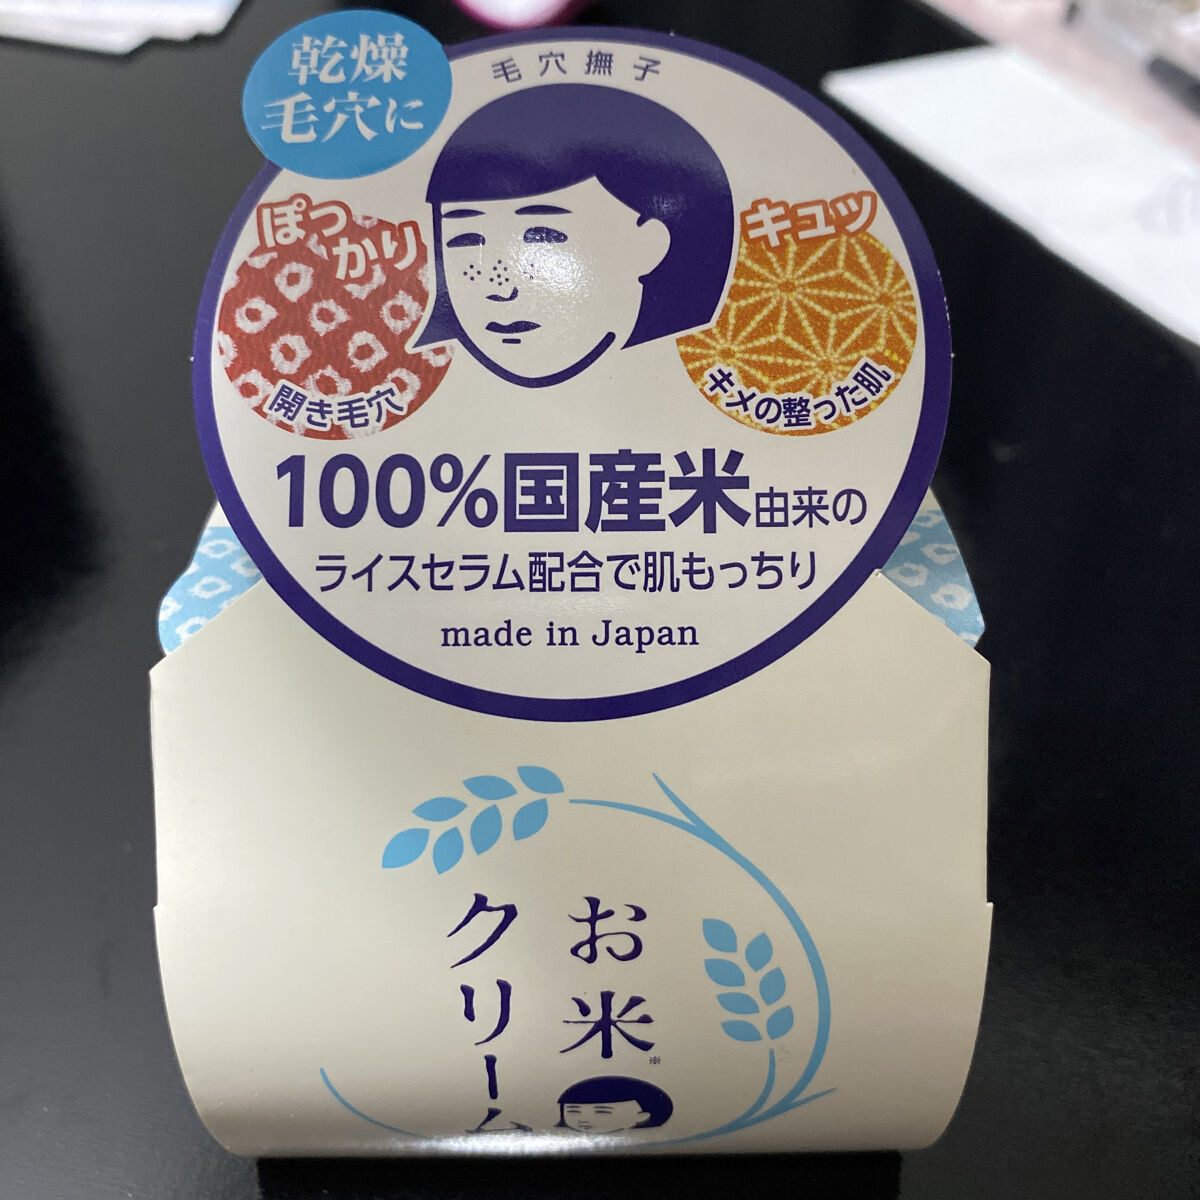 毛穴撫子
乾燥
毛穴に
ぽっ
かり
開き毛穴
キュッ
キメの整った肌
100%国産米由来の
ライスセラム配合で肌もっちり
made in Japan
お米※
クリーム